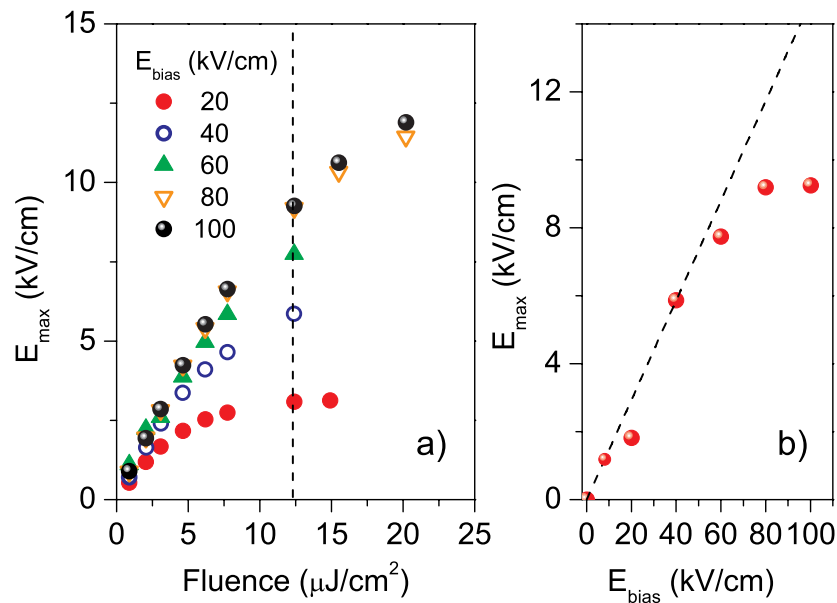 15
10
5
0
E_max (kV/cm)
E_bias (kV/cm)
20
40
60
80
100
a)
0 5 10 15 20 25
Fluence (μJ/cm²)
12
8
4
0
E_max (kV/cm)
b)
0 20 40 60 80 100
E_bias (kV/cm)